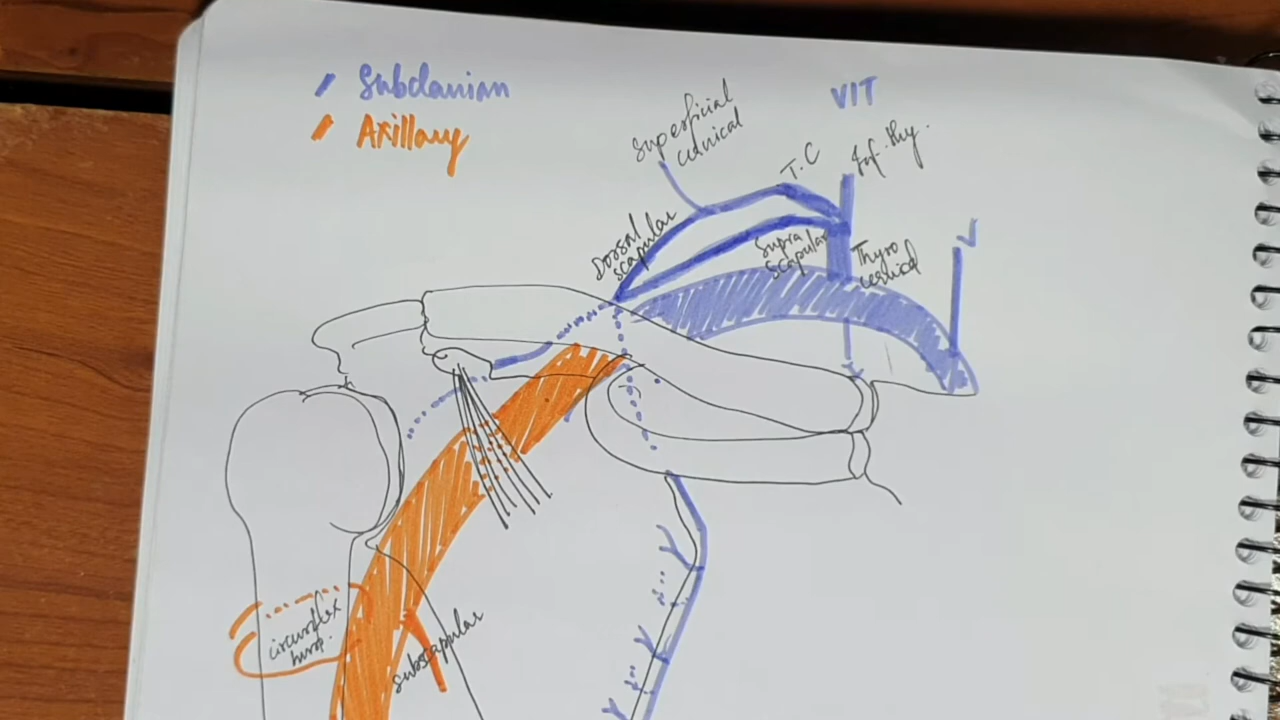 Subclavian
Axillary
VIT
Superficial
cervical
T.C
Inf. thy.
V
Dorsal
scapular
Supra
scapular
Thyro
cervical
circumflex
hum.
subscapular